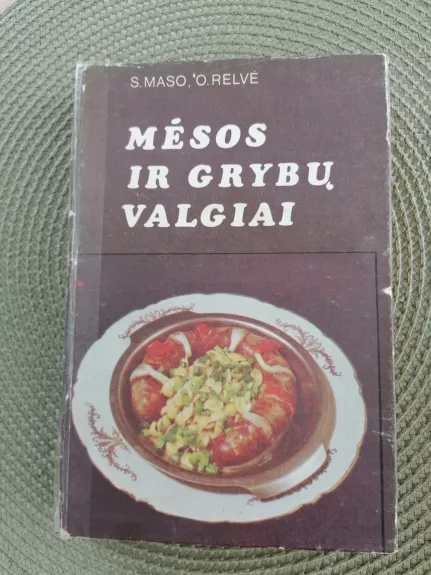 S. MASO, O. RELVĖ
MĖSOS
IR GRYBŲ
VALGIAI